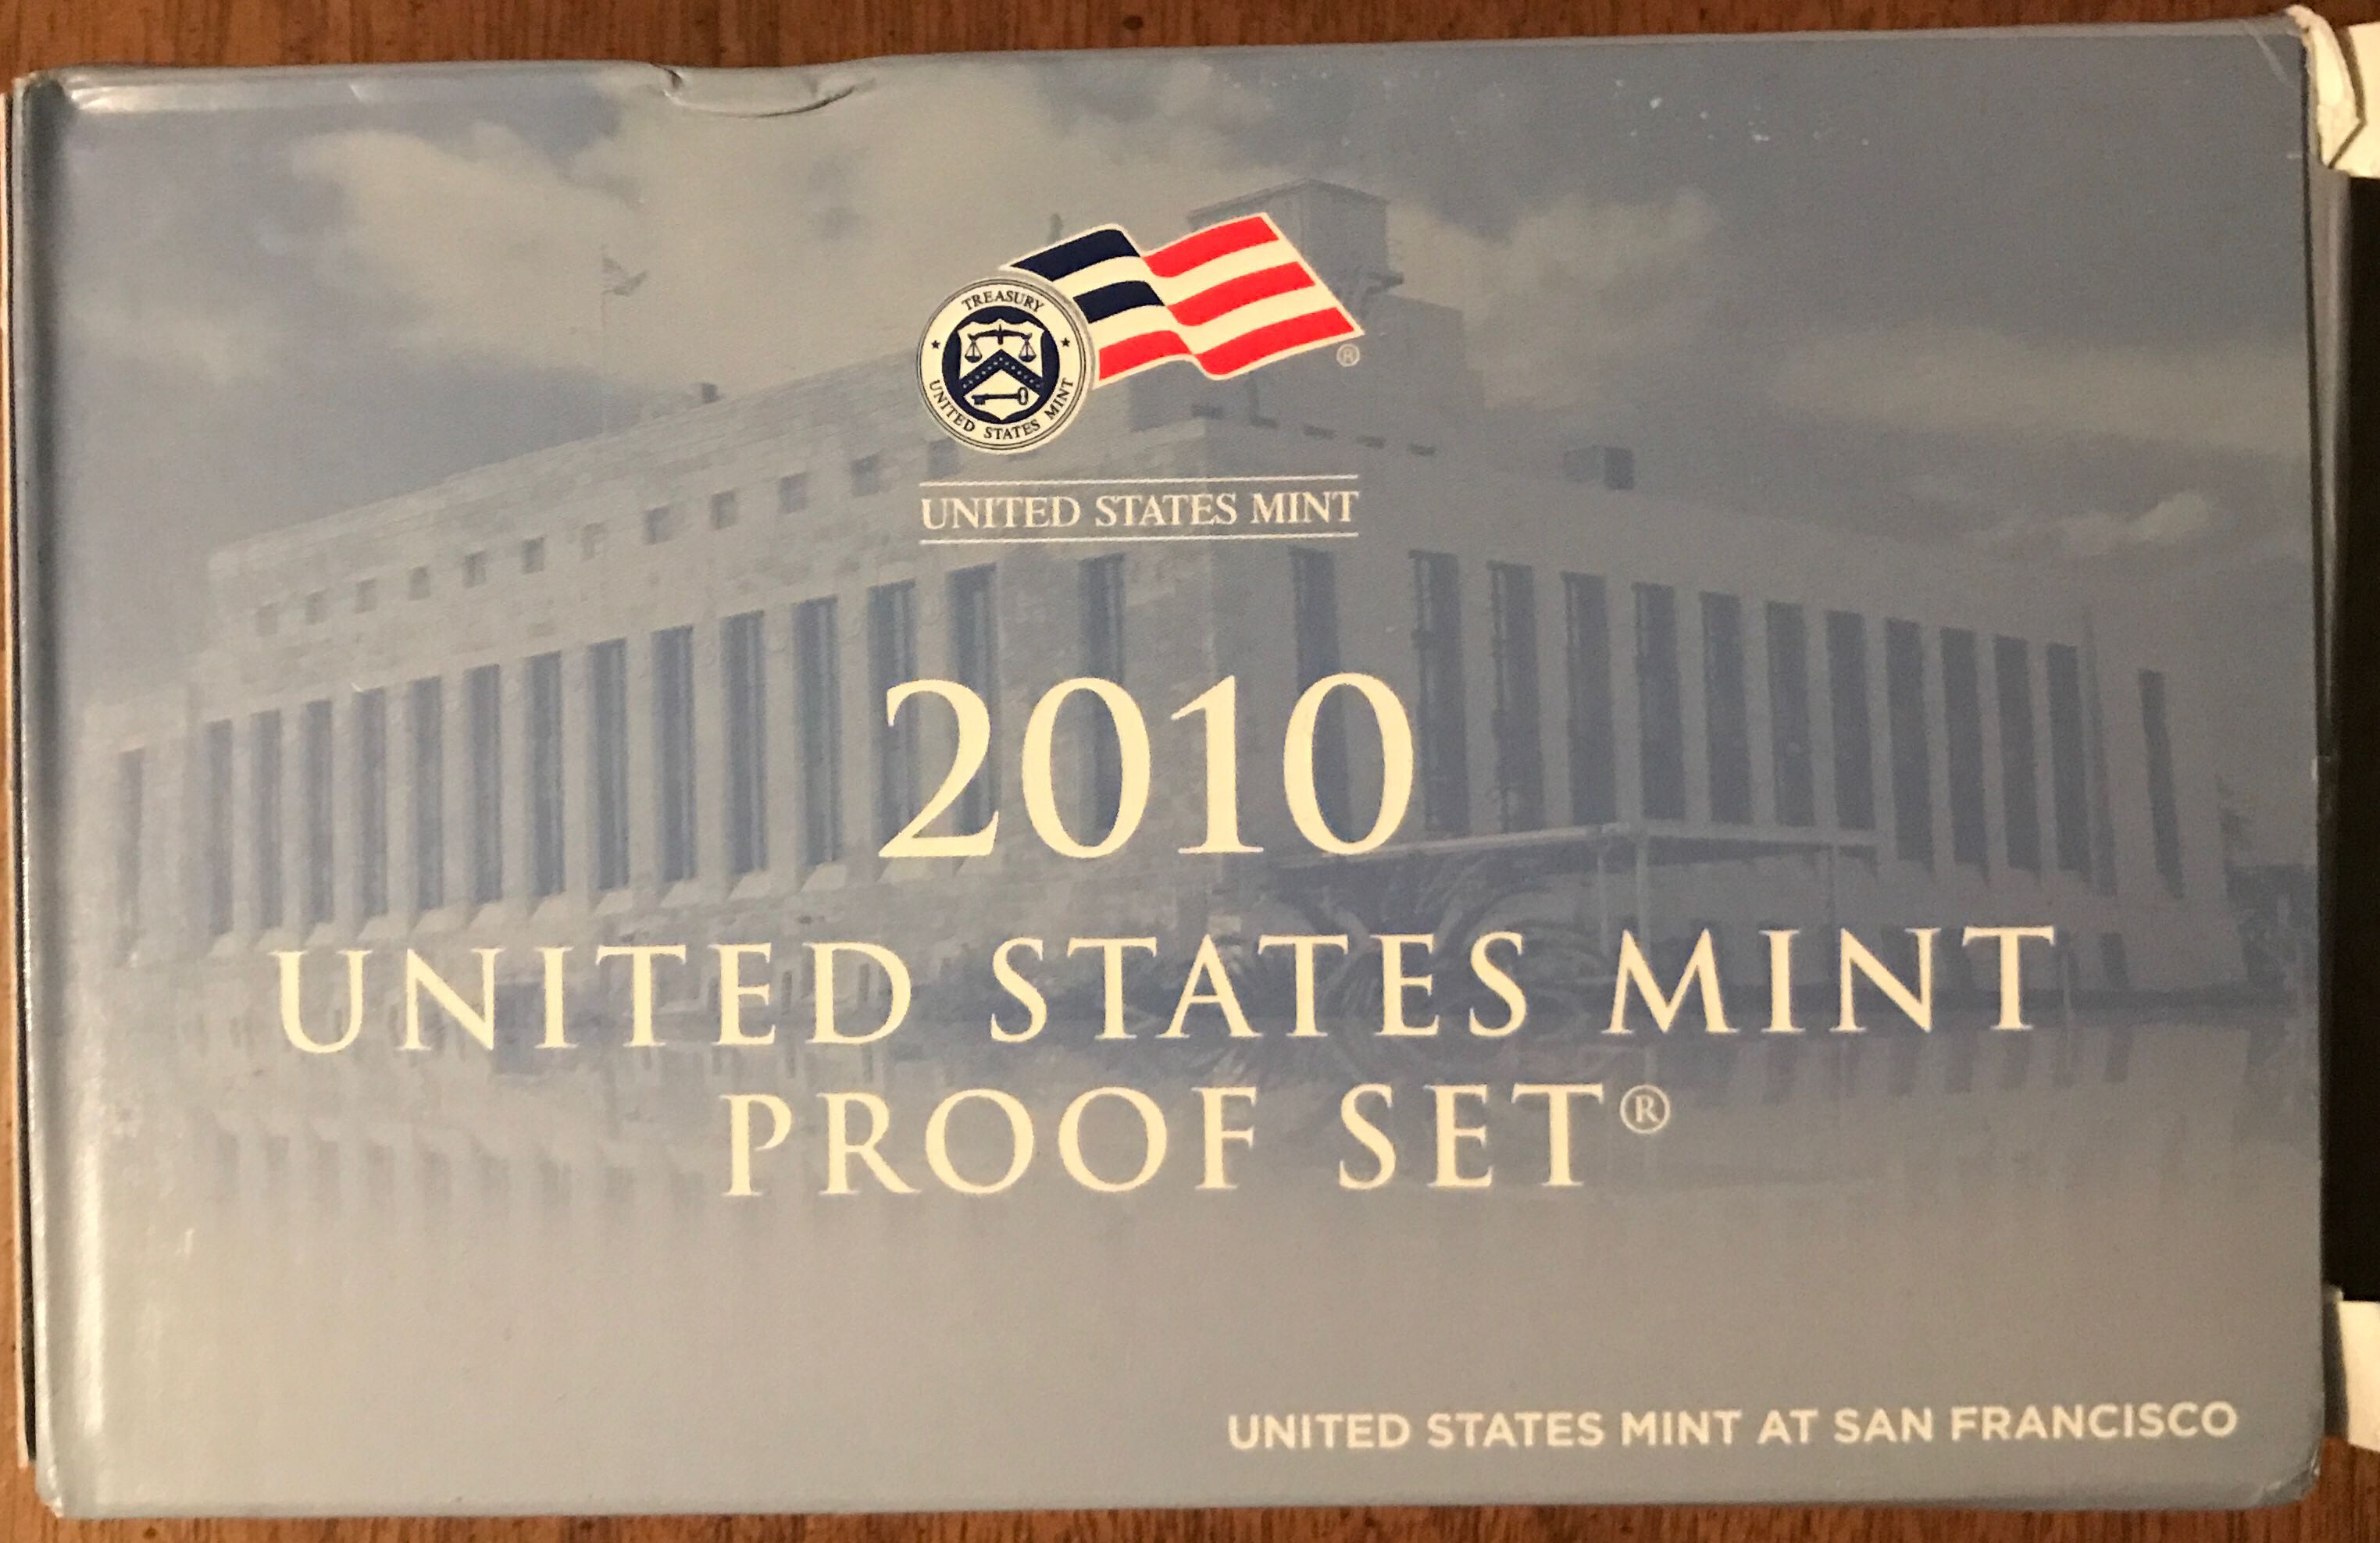 TREASURY
UNITED STATES MINT
®
UNITED STATES MINT
2010
UNITED STATES MINT
PROOF SET®
UNITED STATES MINT AT SAN FRANCISCO